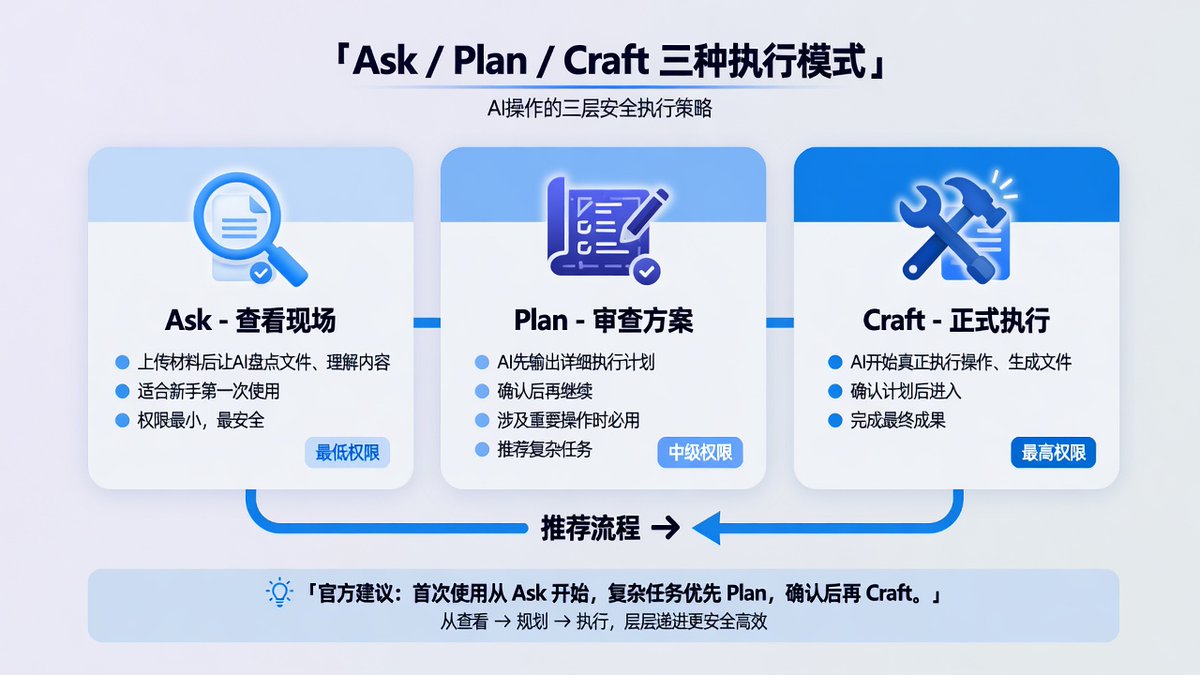 「Ask / Plan / Craft 三种执行模式」
AI操作的三层安全执行策略
Ask - 查看现场
上传材料后让AI盘点文件、理解内容
适合新手第一次使用
权限最小，最安全
最低权限
Plan - 审查方案
AI先输出详细执行计划
确认后再继续
涉及重要操作时必用
推荐复杂任务
中级权限
Craft - 正式执行
AI开始真正执行操作、生成文件
确认计划后进入
完成最终成果
最高权限
推荐流程 →
「官方建议：首次使用从 Ask 开始，复杂任务优先 Plan，确认后再 Craft。」
从查看 → 规划 → 执行，层层递进更安全高效